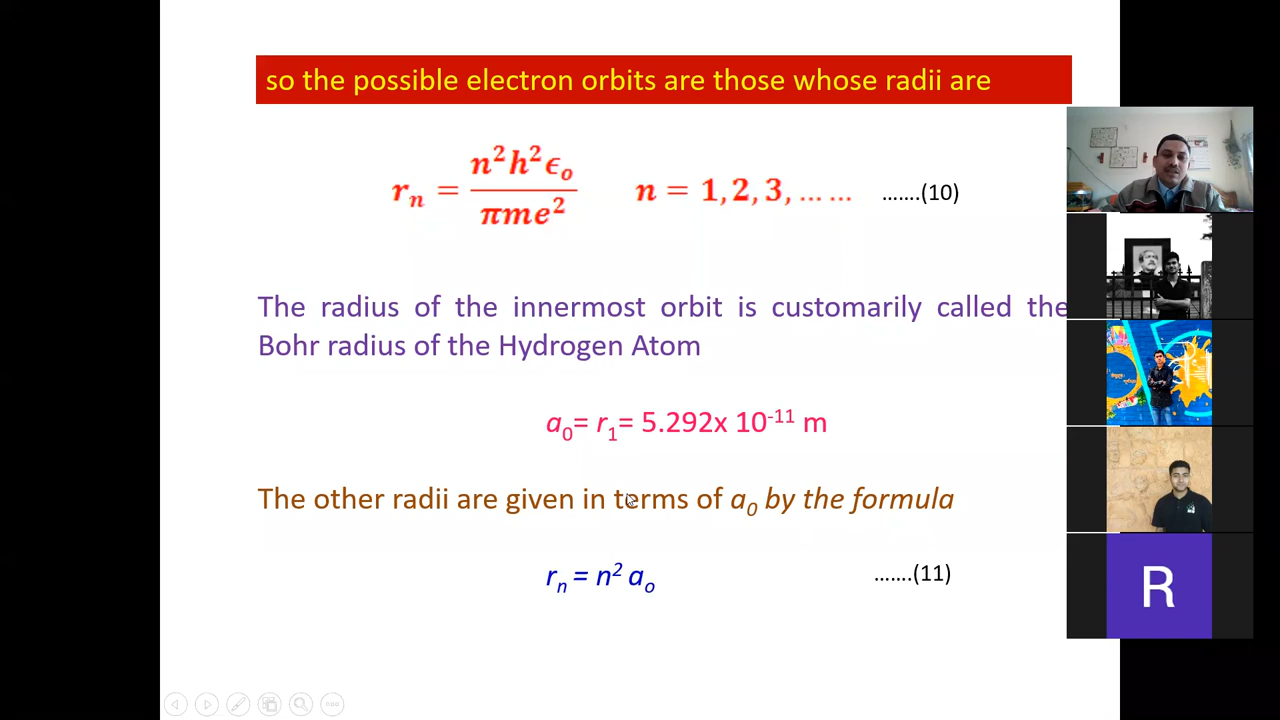 so the possible electron orbits are those whose radii are
rₙ = n²h²ϵₒ / πme² n = 1, 2, 3, ... ... …….(10)
The radius of the innermost orbit is customarily called the
Bohr radius of the Hydrogen Atom
a₀= r₁= 5.292x 10⁻¹¹ m
The other radii are given in terms of a₀ by the formula
rₙ = n² aₒ …….(11)
R